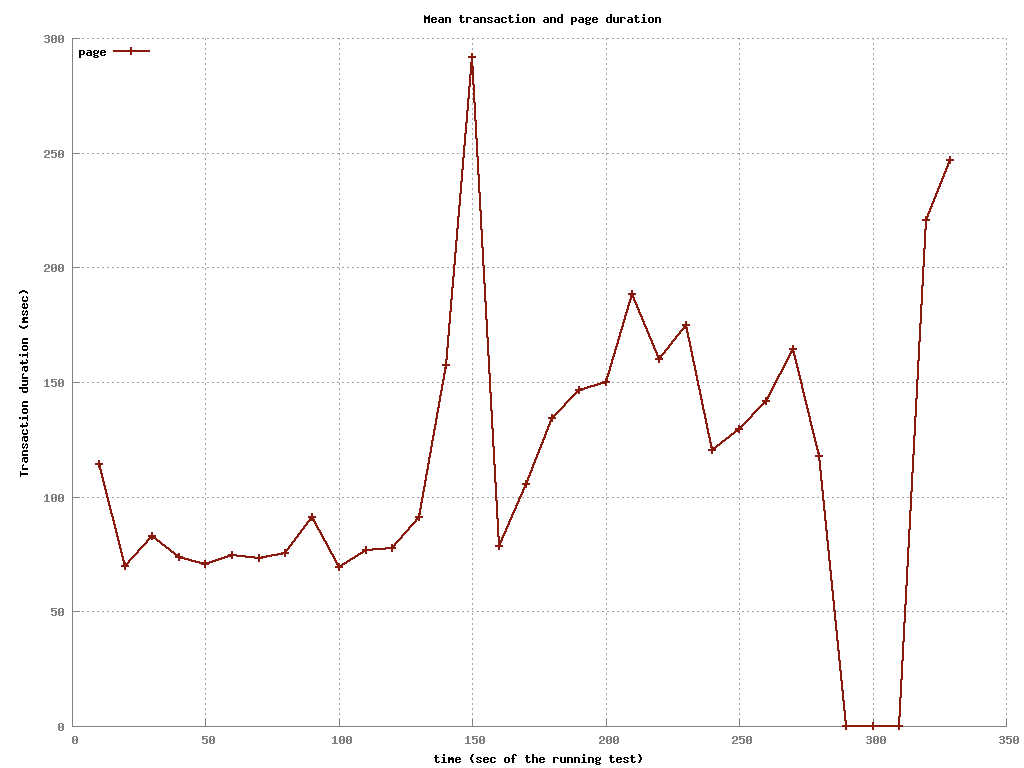 Mean transaction and page duration
300
page
250
200
150
100
50
0
Transaction duration (msec)
0 50 100 150 200 250 300 350
time (sec of the running test)